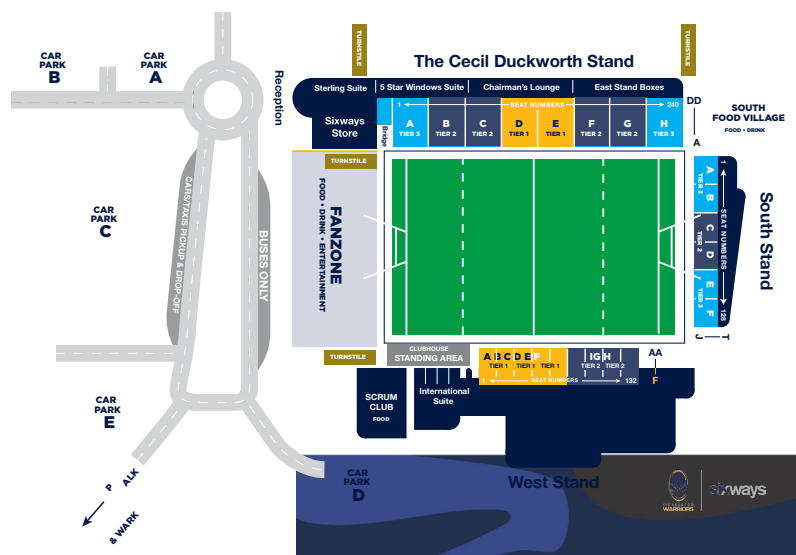 CAR
PARK
B
CAR
PARK
A
TURNSTILE
The Cecil Duckworth Stand
TURNSTILE
Reception
Sterling Suite
5 Star Windows Suite
Chairman's Lounge
East Stand Boxes
Sixways
Store
Bridge
1
SEAT NUMBERS
240
A
TIER 3
B
TIER 2
C
TIER 2
D
TIER 1
E
TIER 1
F
TIER 2
G
TIER 2
H
TIER 3
DD
A
SOUTH
FOOD VILLAGE
FOOD • DRINK
TURNSTILE
FANZONE
FOOD • DRINK • ENTERTAINMENT
CAR
PARK
C
CARS/TAXIS PICKUP & DROP-OFF
BUSES ONLY
A
B
TIER 3
C
D
TIER 2
E
F
TIER 3
1
SEAT NUMBERS
128
South Stand
J
T
TURNSTILE
CLUBHOUSE
STANDING AREA
A B C D E F
TIER 1
TIER 1
TIER 1
IGH
TIER 2
TIER 2
1
SEAT NUMBERS
132
AA
F
SCRUM
CLUB
FOOD
International
Suite
CAR
PARK
E
P
ALK
& WARK
CAR
PARK
D
West Stand
WARRIORS
sixways